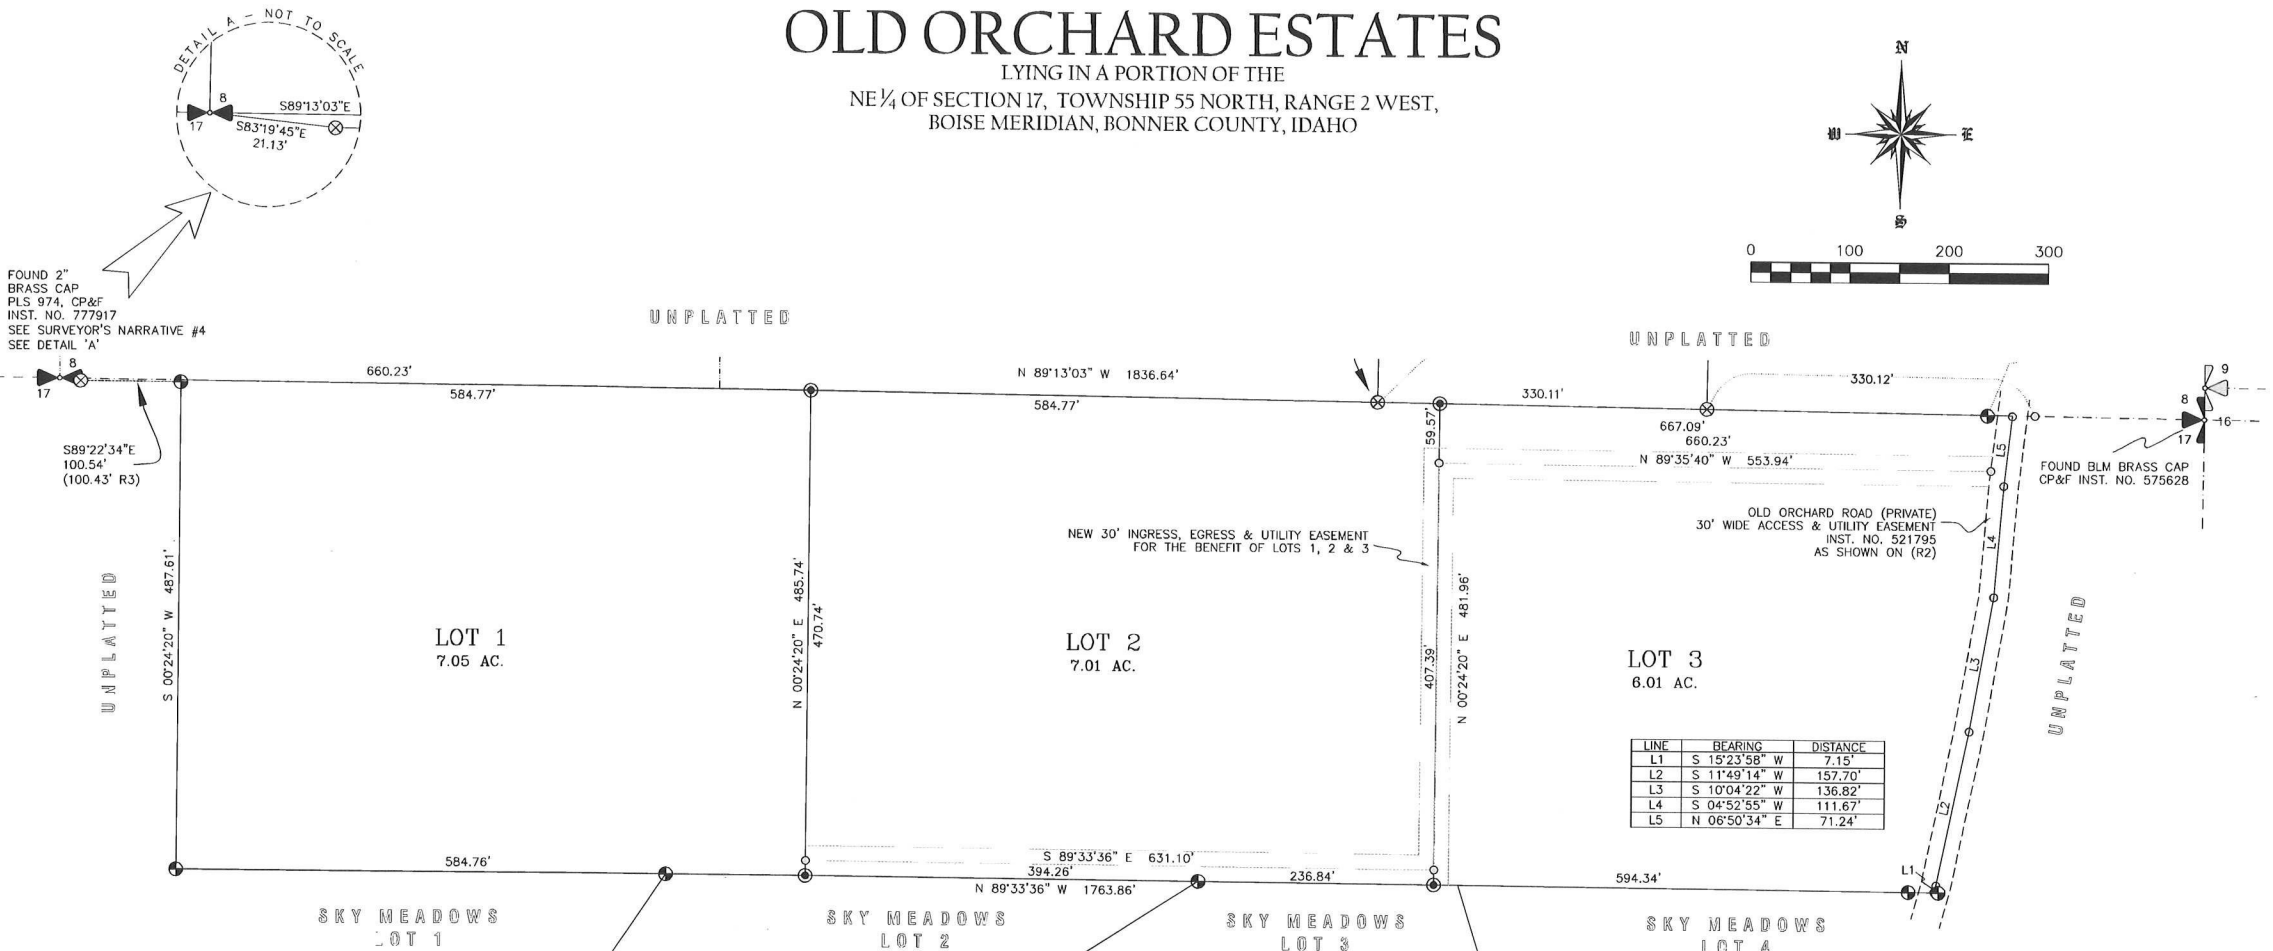 OLD ORCHARD ESTATES
LYING IN A PORTION OF THE
NE ¼ OF SECTION 17, TOWNSHIP 55 NORTH, RANGE 2 WEST,
BOISE MERIDIAN, BONNER COUNTY, IDAHO
DETAIL A - NOT TO SCALE
8
17
S89°13'03"E
S83°19'45"E
21.13'
N
W
E
S
0 100 200 300
FOUND 2"
BRASS CAP
PLS 974, CP&F
INST. NO. 777917
SEE SURVEYOR'S NARRATIVE #4
SEE DETAIL 'A'
8
17
S89°22'34"E
100.54'
(100.43' R3)
UNPLATTED
UNPLATTED
660.23'
584.77'
N 89°13'03" W 1836.64'
584.77'
330.11'
330.12'
667.09'
660.23'
N 89°35'40" W 553.94'
59.57'
9
8
16
17
FOUND BLM BRASS CAP
CP&F INST. NO. 575628
OLD ORCHARD ROAD (PRIVATE)
30' WIDE ACCESS & UTILITY EASEMENT
INST. NO. 521795
AS SHOWN ON (R2)
NEW 30' INGRESS, EGRESS & UTILITY EASEMENT
FOR THE BENEFIT OF LOTS 1, 2 & 3
UNPLATTED
S 00°24'20" W 487.61'
LOT 1
7.05 AC.
N 00°24'20" E 485.74'
470.74'
LOT 2
7.01 AC.
407.39'
N 00°24'20" E 481.96'
LOT 3
6.01 AC.
L5
L4
L3
L2
L1
UNPLATTED
LINE BEARING DISTANCE
L1 S 15°23'58" W 7.15'
L2 S 11°49'14" W 157.70'
L3 S 10°04'22" W 136.82'
L4 S 04°52'55" W 111.67'
L5 N 06°50'34" E 71.24'
584.76'
S 89°33'36" E 631.10'
394.26'
N 89°33'36" W 1763.86'
236.84'
594.34'
SKY MEADOWS
LOT 1
SKY MEADOWS
LOT 2
SKY MEADOWS
LOT 3
SKY MEADOWS
LOT 4